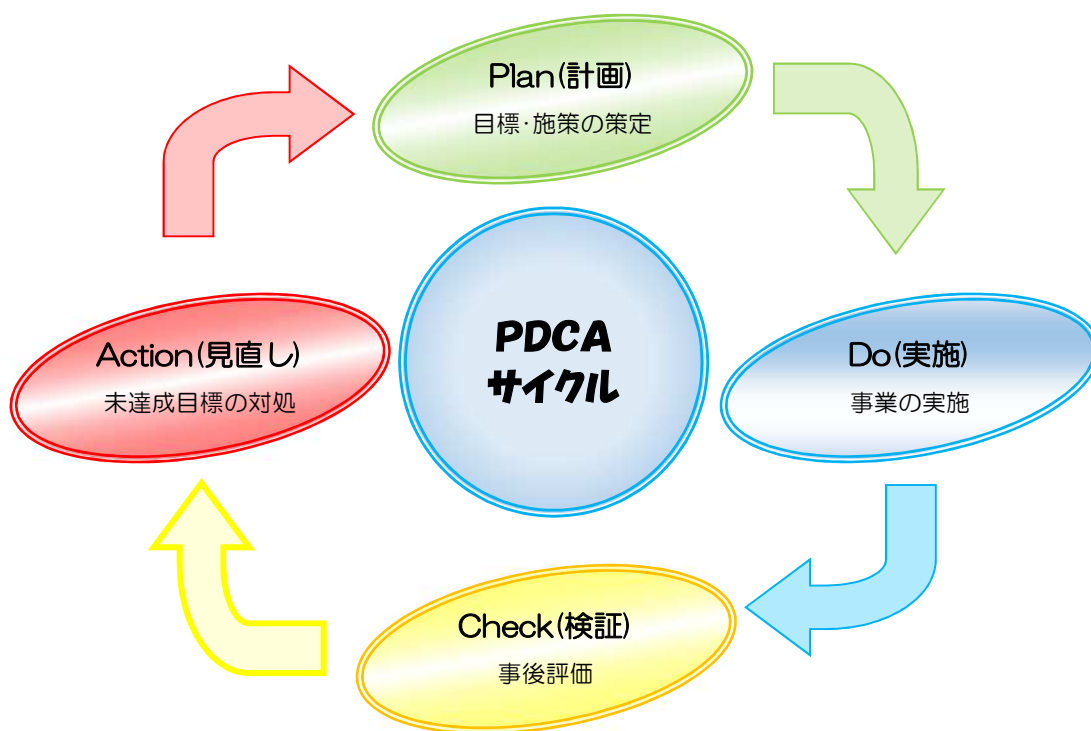 Plan(計画)
目標・施策の策定
PDCA
サイクル
Action(見直し)
未達成目標の対処
Do(実施)
事業の実施
Check(検証)
事後評価